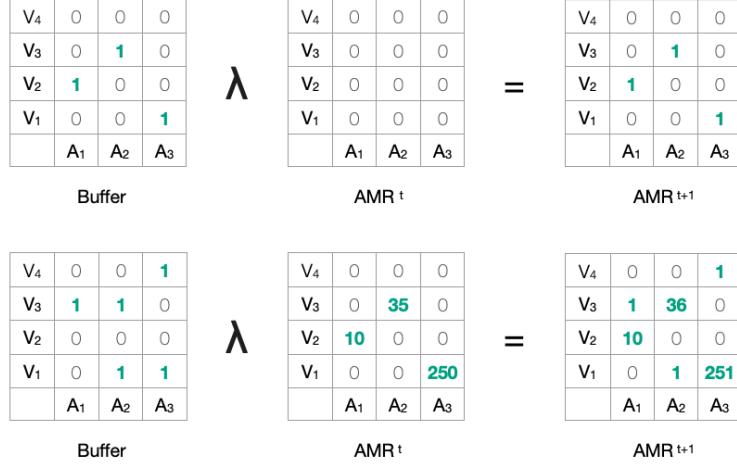 V4 0 0 0 V4 0 0 0 V4 0 0 0
V3 0 1 0 V3 0 0 0 V3 0 1 0
V2 1 0 0 λ V2 0 0 0 = V2 1 0 0
V1 0 0 1 V1 0 0 0 V1 0 0 1
A1 A2 A3 A1 A2 A3 A1 A2 A3
Buffer AMR t AMR t+1
V4 0 0 1 V4 0 0 0 V4 0 0 1
V3 1 1 0 V3 0 35 0 V3 1 36 0
V2 0 0 0 λ V2 10 0 0 = V2 10 0 0
V1 0 1 1 V1 0 0 250 V1 0 1 251
A1 A2 A3 A1 A2 A3 A1 A2 A3
Buffer AMR t AMR t+1